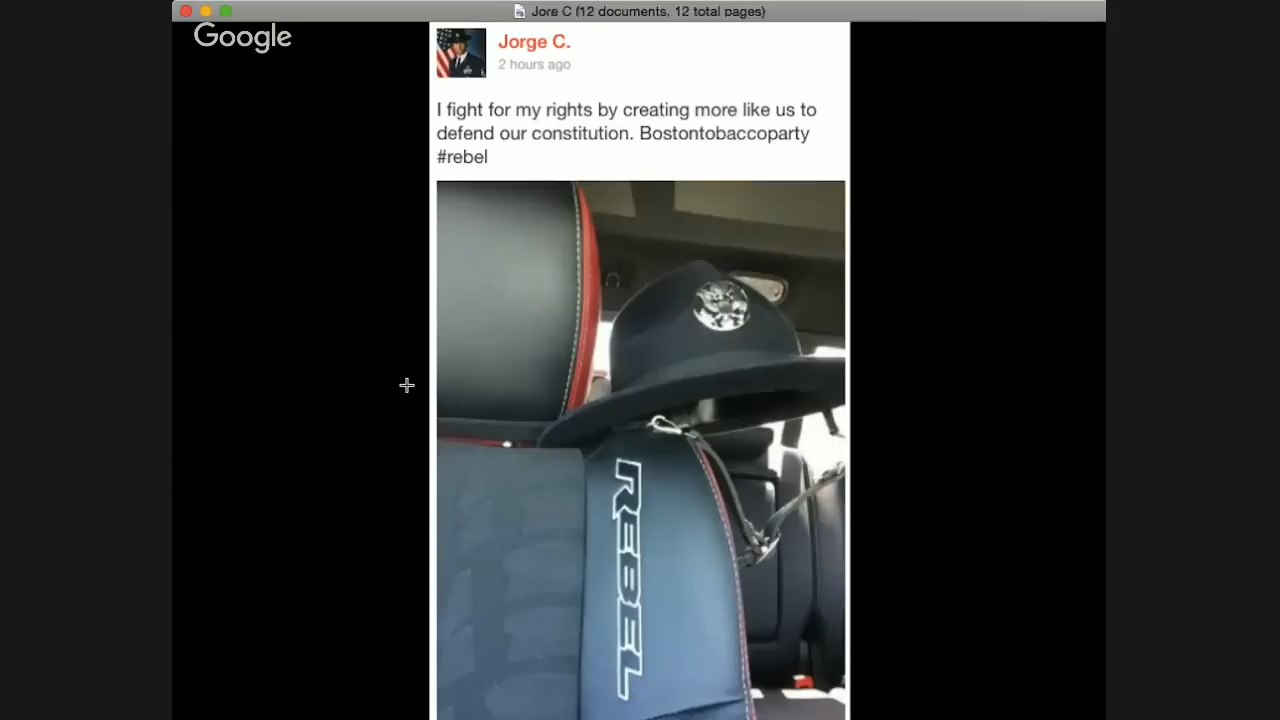 Jore C (12 documents, 12 total pages)
Google
Jorge C.
2 hours ago
I fight for my rights by creating more like us to
defend our constitution. Bostontobaccoparty
#rebel
REBEL